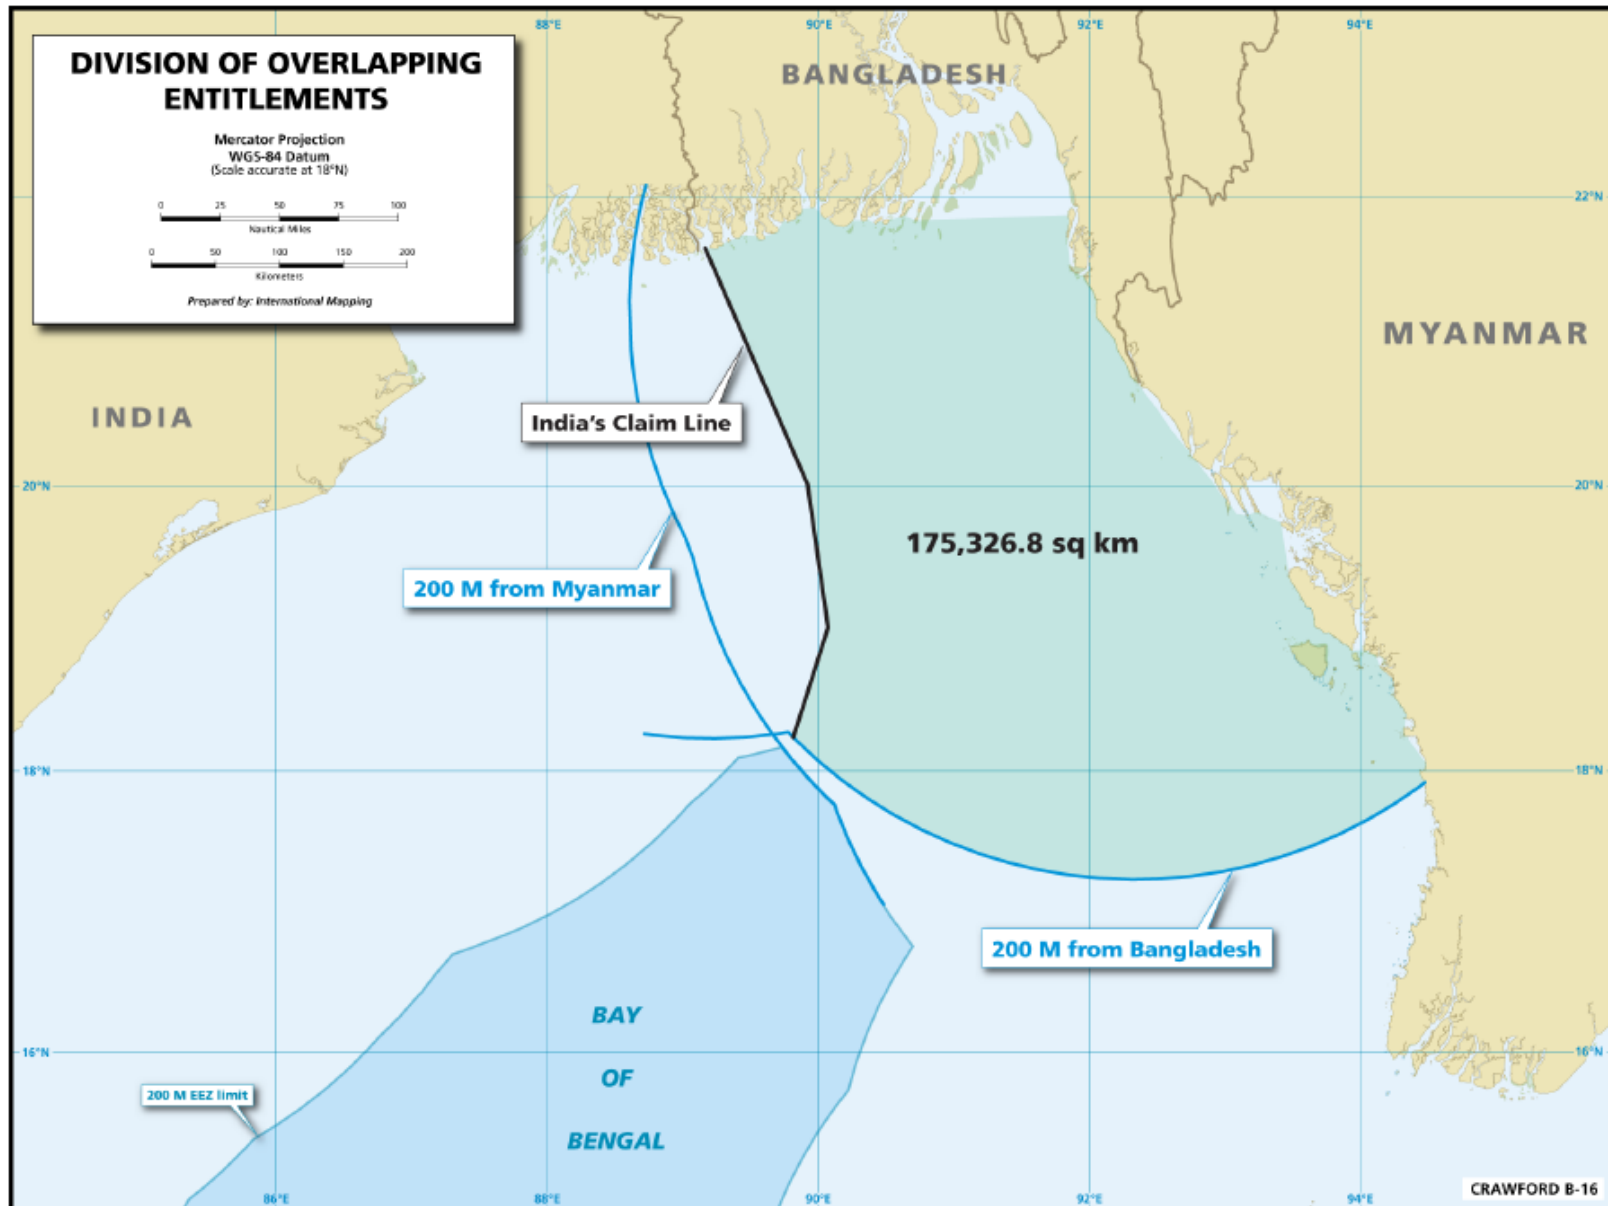 88°E
90°E
92°E
94°E
DIVISION OF OVERLAPPING
ENTITLEMENTS
Mercator Projection
WGS-84 Datum
(Scale accurate at 18°N)
0 25 50 75 100
Nautical Miles
0 50 100 150 200
Kilometers
Prepared by: International Mapping
BANGLADESH
22°N
22°N
MYANMAR
INDIA
India's Claim Line
20°N
20°N
175,326.8 sq km
200 M from Myanmar
18°N
18°N
200 M from Bangladesh
BAY
OF
BENGAL
16°N
16°N
200 M EEZ limit
86°E
88°E
90°E
92°E
94°E
CRAWFORD B-16